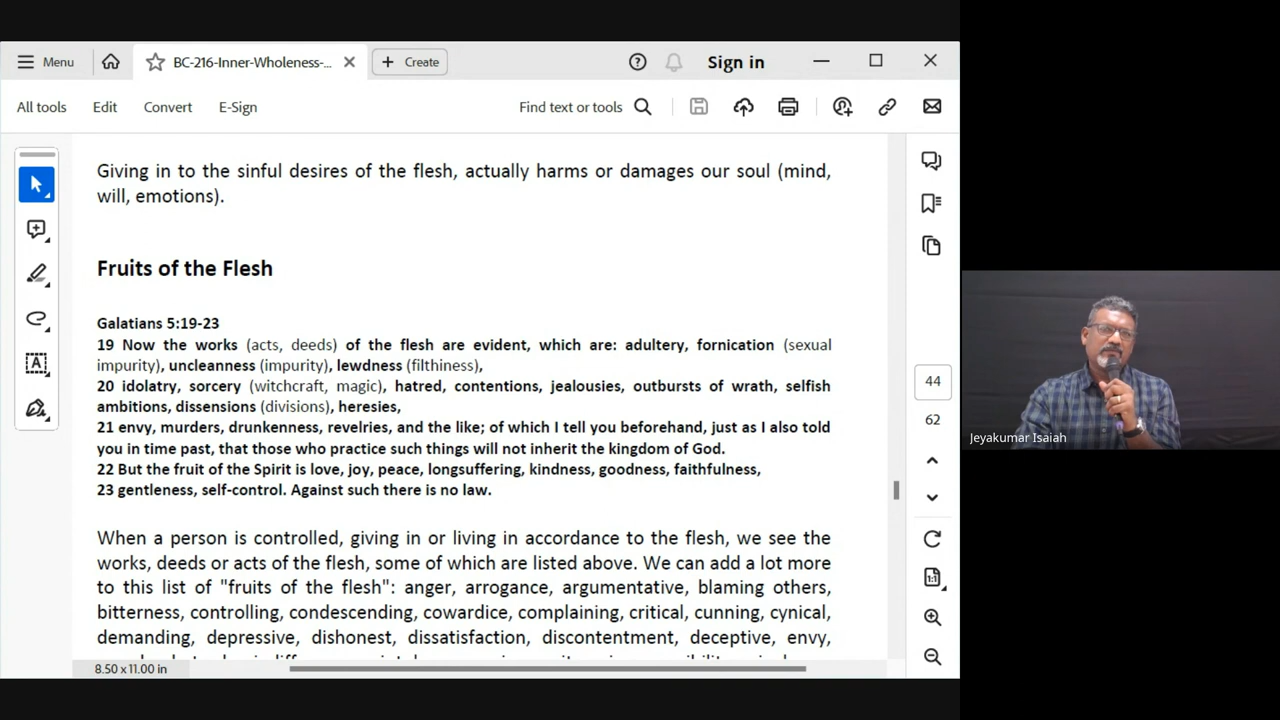 Menu
BC-216-Inner-Wholeness-...
Create
Sign in
All tools
Edit
Convert
E-Sign
Find text or tools
Giving in to the sinful desires of the flesh, actually harms or damages our soul (mind,
will, emotions).
Fruits of the Flesh
Galatians 5:19-23
19 Now the works (acts, deeds) of the flesh are evident, which are: adultery, fornication (sexual
impurity), uncleanness (impurity), lewdness (filthiness),
20 idolatry, sorcery (witchcraft, magic), hatred, contentions, jealousies, outbursts of wrath, selfish
ambitions, dissensions (divisions), heresies,
21 envy, murders, drunkenness, revelries, and the like; of which I tell you beforehand, just as I also told
you in time past, that those who practice such things will not inherit the kingdom of God.
22 But the fruit of the Spirit is love, joy, peace, longsuffering, kindness, goodness, faithfulness,
23 gentleness, self-control. Against such there is no law.
When a person is controlled, giving in or living in accordance to the flesh, we see the
works, deeds or acts of the flesh, some of which are listed above. We can add a lot more
to this list of "fruits of the flesh": anger, arrogance, argumentative, blaming others,
bitterness, controlling, condescending, cowardice, complaining, critical, cunning, cynical,
demanding, depressive, dishonest, dissatisfaction, discontentment, deceptive, envy,
8.50 x 11.00 in
44
62
1:1
Jeyakumar Isaiah